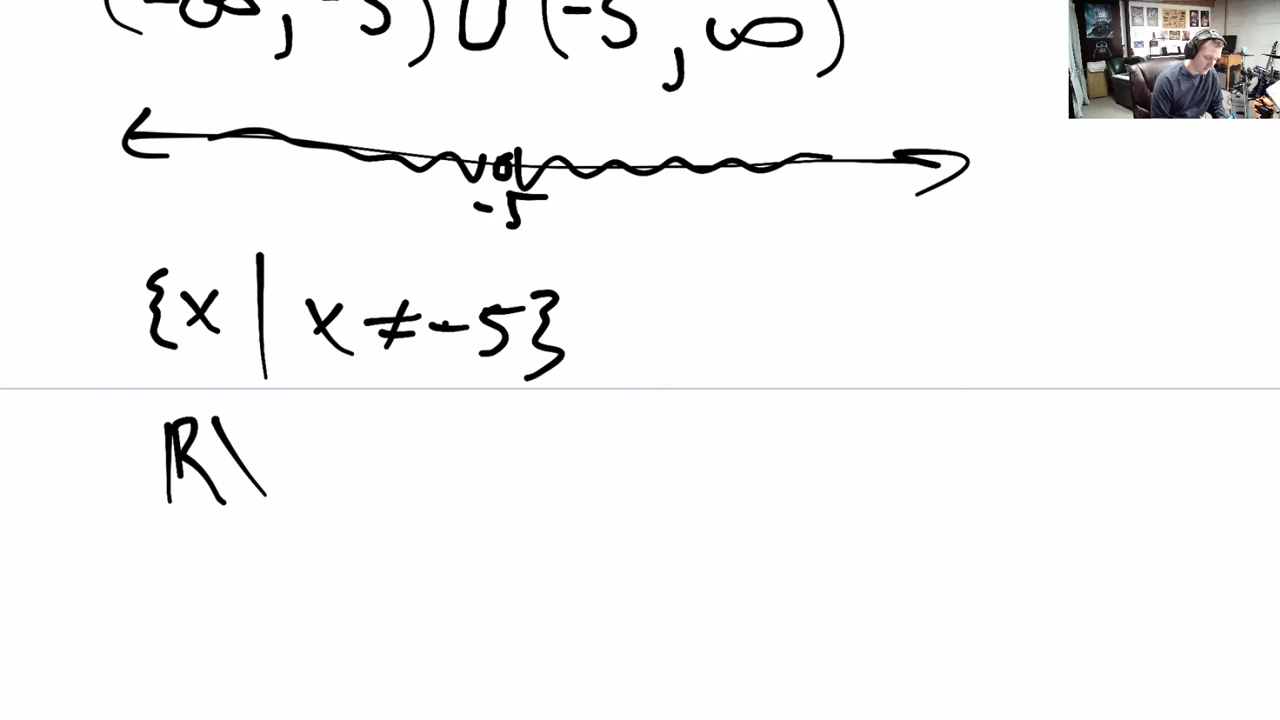 (-∞, -5) ∪ (-5, ∞)
-5
{x | x ≠ -5}
ℝ\